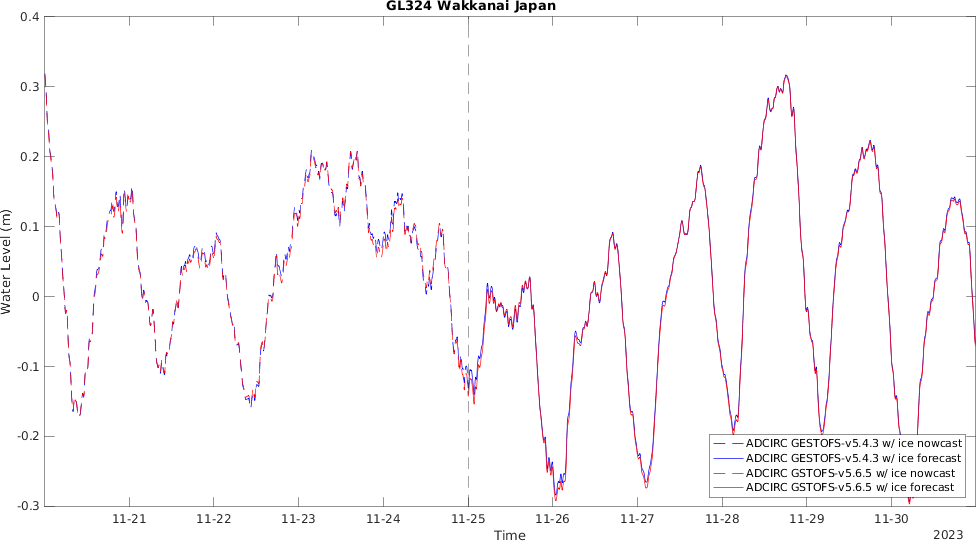 GL324 Wakkanai Japan
0.4
0.3
0.2
0.1
0
-0.1
-0.2
-0.3
Water Level (m)
ADCIRC GESTOFS-v5.4.3 w/ ice nowcast
ADCIRC GESTOFS-v5.4.3 w/ ice forecast
ADCIRC GSTOFS-v5.6.5 w/ ice nowcast
ADCIRC GSTOFS-v5.6.5 w/ ice forecast
11-21 11-22 11-23 11-24 11-25 11-26 11-27 11-28 11-29 11-30
Time
2023